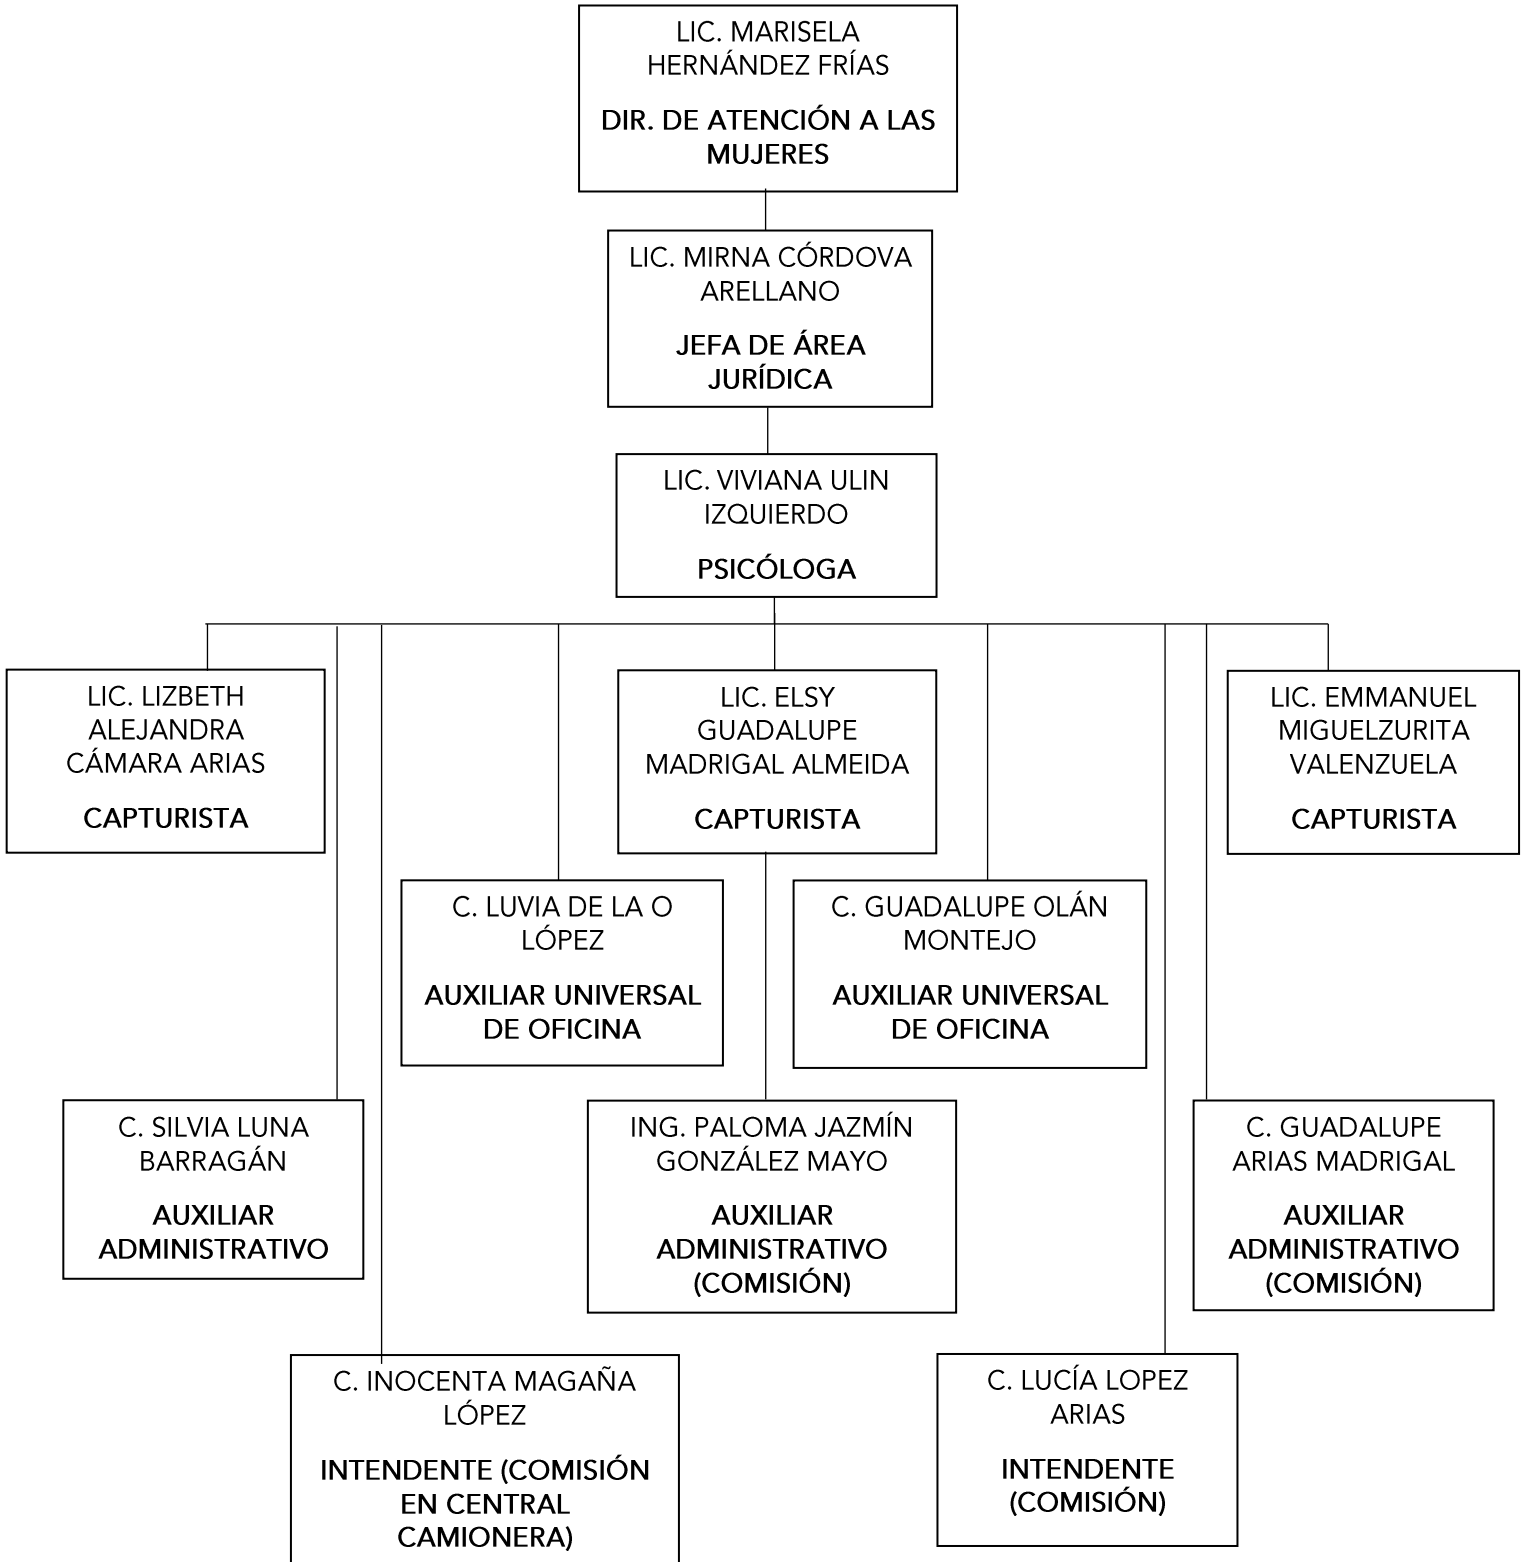 LIC. MARISELA
HERNÁNDEZ FRÍAS
DIR. DE ATENCIÓN A LAS
MUJERES
LIC. MIRNA CÓRDOVA
ARELLANO
JEFA DE ÁREA
JURÍDICA
LIC. VIVIANA ULIN
IZQUIERDO
PSICÓLOGA
LIC. LIZBETH
ALEJANDRA
CÁMARA ARIAS
CAPTURISTA
LIC. ELSY
GUADALUPE
MADRIGAL ALMEIDA
CAPTURISTA
LIC. EMMANUEL
MIGUELZURITA
VALENZUELA
CAPTURISTA
C. LUVIA DE LA O
LÓPEZ
AUXILIAR UNIVERSAL
DE OFICINA
C. GUADALUPE OLÁN
MONTEJO
AUXILIAR UNIVERSAL
DE OFICINA
C. SILVIA LUNA
BARRAGÁN
AUXILIAR
ADMINISTRATIVO
ING. PALOMA JAZMÍN
GONZÁLEZ MAYO
AUXILIAR
ADMINISTRATIVO
(COMISIÓN)
C. GUADALUPE
ARIAS MADRIGAL
AUXILIAR
ADMINISTRATIVO
(COMISIÓN)
C. INOCENTA MAGAÑA
LÓPEZ
INTENDENTE (COMISIÓN
EN CENTRAL
CAMIONERA)
C. LUCÍA LOPEZ
ARIAS
INTENDENTE
(COMISIÓN)